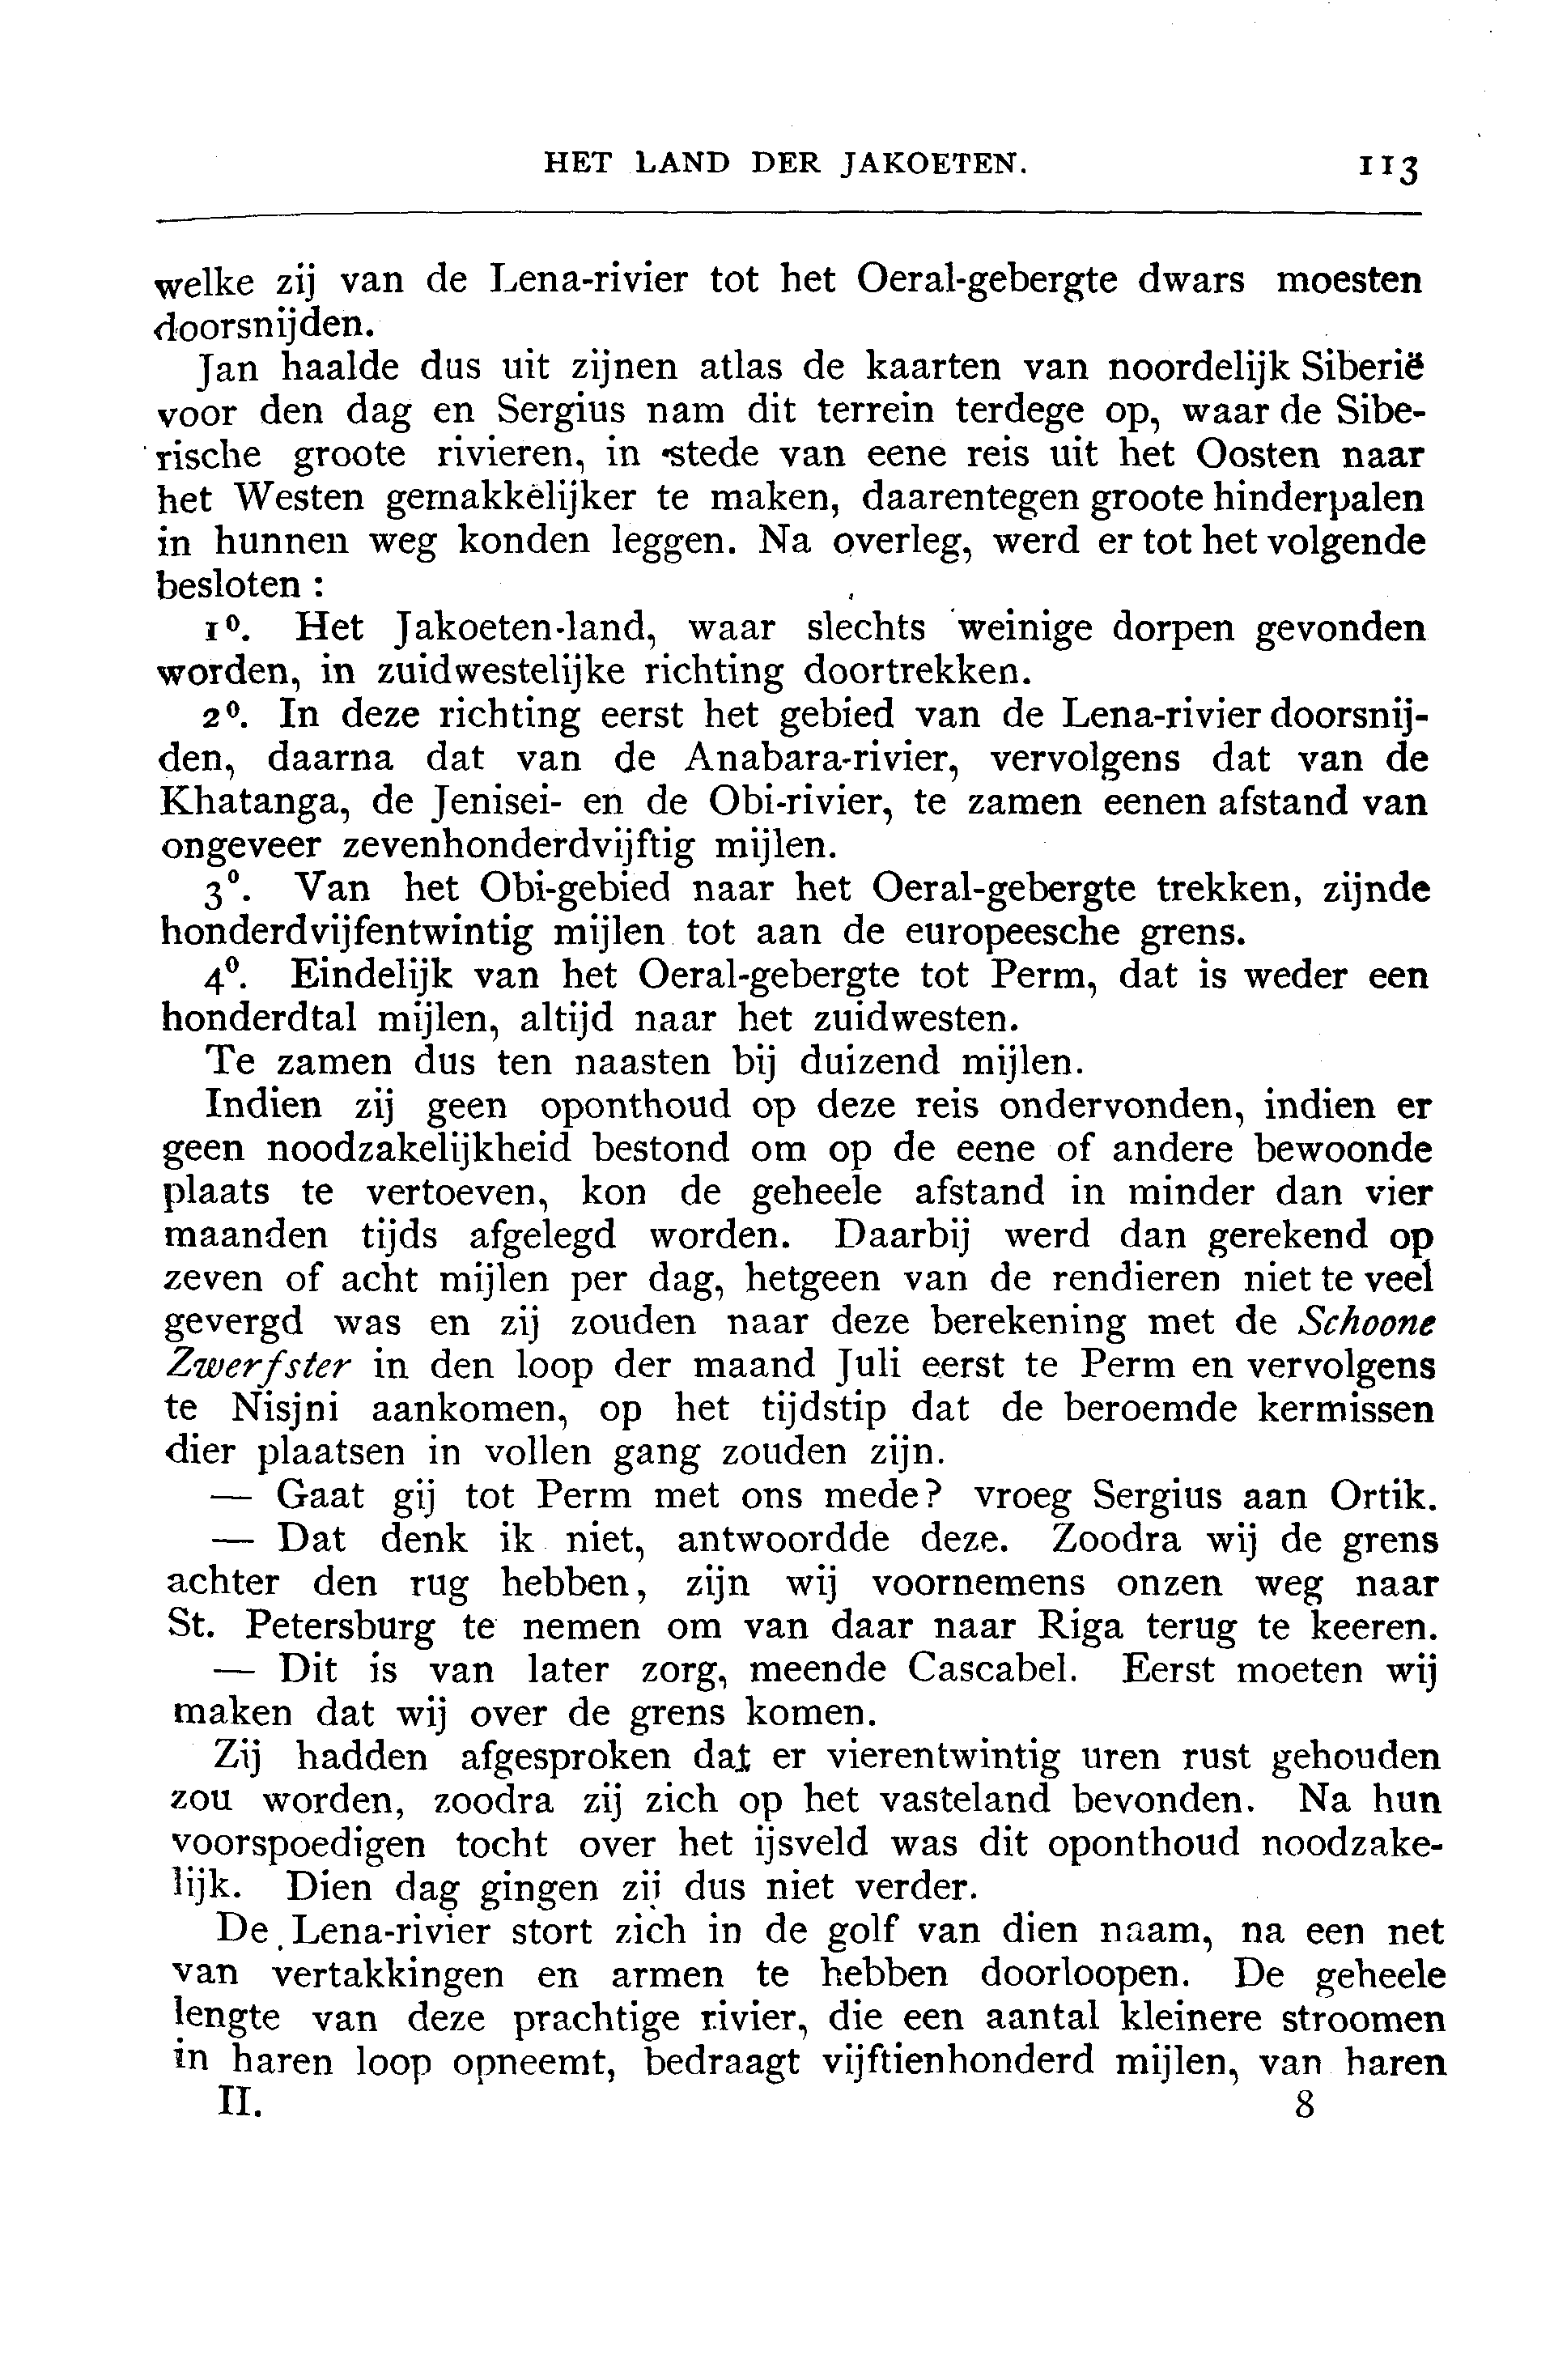 HET LAND DER JAKOETEN. 113
welke zij van de Lena-rivier tot het Oeral-gebergte dwars moesten
doorsnijden.
Jan haalde dus uit zijnen atlas de kaarten van noordelijk Siberië
voor den dag en Sergius nam dit terrein terdege op, waar de Sibe-
rische groote rivieren, in stede van eene reis uit het Oosten naar
het Westen gemakkelijker te maken, daarentegen groote hinderpalen
in hunnen weg konden leggen. Na overleg, werd er tot het volgende
besloten :
1⁰. Het Jakoeten-land, waar slechts weinige dorpen gevonden
worden, in zuidwestelijke richting doortrekken.
2⁰. In deze richting eerst het gebied van de Lena-rivier doorsnij-
den, daarna dat van de Anabara-rivier, vervolgens dat van de
Khatanga, de Jenisei- en de Obi-rivier, te zamen eenen afstand van
ongeveer zevenhonderdvijftig mijlen.
3⁰. Van het Obi-gebied naar het Oeral-gebergte trekken, zijnde
honderdvijfentwintig mijlen tot aan de europeesche grens.
4⁰. Eindelijk van het Oeral-gebergte tot Perm, dat is weder een
honderdtal mijlen, altijd naar het zuidwesten.
Te zamen dus ten naasten bij duizend mijlen.
Indien zij geen oponthoud op deze reis ondervonden, indien er
geen noodzakelijkheid bestond om op de eene of andere bewoonde
plaats te vertoeven, kon de geheele afstand in minder dan vier
maanden tijds afgelegd worden. Daarbij werd dan gerekend op
zeven of acht mijlen per dag, hetgeen van de rendieren niet te veel
gevergd was en zij zouden naar deze berekening met de Schoone
Zwerfster in den loop der maand Juli eerst te Perm en vervolgens
te Nisjni aankomen, op het tijdstip dat de beroemde kermissen
dier plaatsen in vollen gang zouden zijn.
— Gaat gij tot Perm met ons mede? vroeg Sergius aan Ortik.
— Dat denk ik niet, antwoordde deze. Zoodra wij de grens
achter den rug hebben, zijn wij voornemens onzen weg naar
St. Petersburg te nemen om van daar naar Riga terug te keeren.
— Dit is van later zorg, meende Cascabel. Eerst moeten wij
maken dat wij over de grens komen.
Zij hadden afgesproken dat er vierentwintig uren rust gehouden
zou worden, zoodra zij zich op het vasteland bevonden. Na hun
voorspoedigen tocht over het ijsveld was dit oponthoud noodzake-
lijk. Dien dag gingen zij dus niet verder.
De Lena-rivier stort zich in de golf van dien naam, na een net
van vertakkingen en armen te hebben doorloopen. De geheele
lengte van deze prachtige rivier, die een aantal kleinere stroomen
in haren loop opneemt, bedraagt vijftienhonderd mijlen, van haren
II. 8